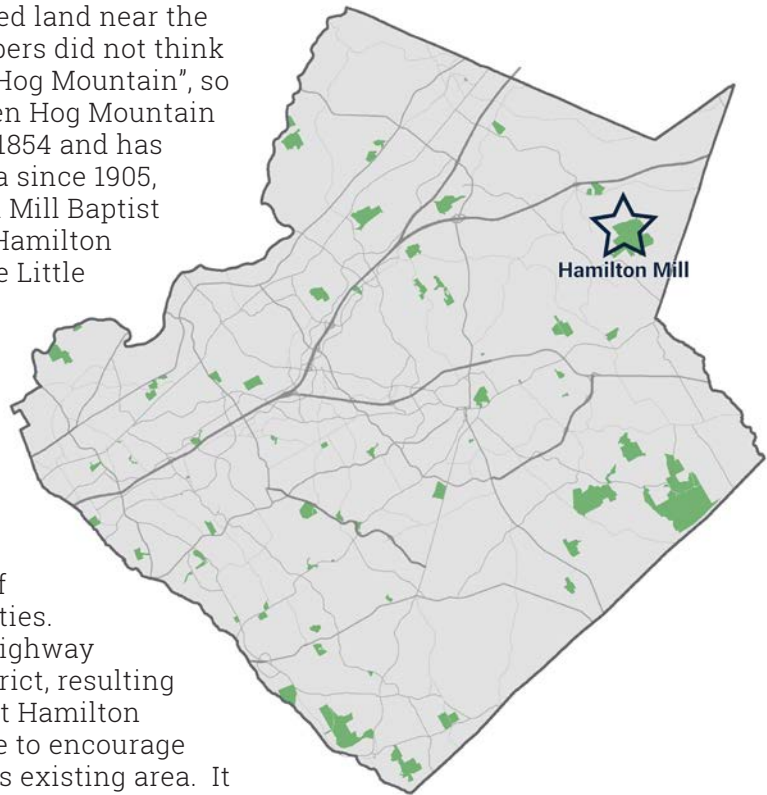 ed land near the
pers did not think
Hog Mountain”, so
en Hog Mountain
1854 and has
a since 1905,
Mill Baptist
Hamilton
e Little
Hamilton Mill
f
ties.
ighway
rict, resulting
t Hamilton
e to encourage
s existing area. It